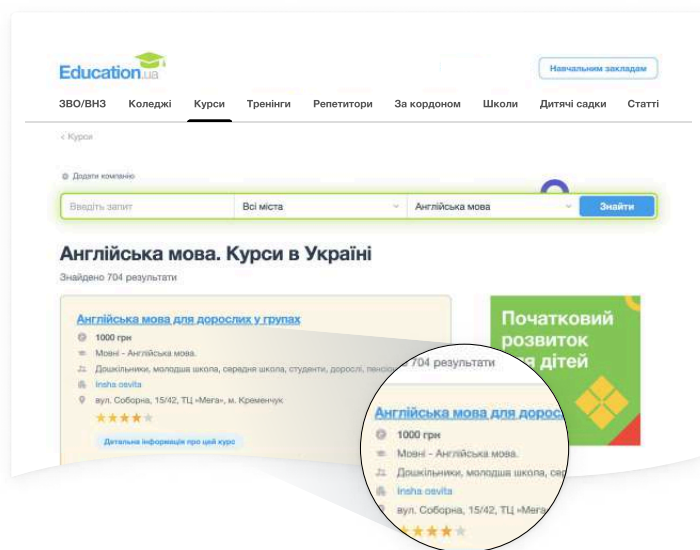 Education.ua
Навчальним закладам
ЗВО/ВНЗ Коледжі Курси Тренінги Репетитори За кордоном Школи Дитячі садки Статті
< Курси
Додати компанію
Введіть запит Всі міста Англійська мова Знайти
Англійська мова. Курси в Україні
Знайдено 704 результати
Англійська мова для дорослих у групах
1000 грн
Мовні - Англійська мова.
Дошкільники, молодша школа, середня школа, студенти, дорослі,
Insha osvita
вул. Соборна, 15/42, ТЦ «Мега», м. Кременчук
Детальна інформація про цей курс
Початковий
розвиток
дітей
704 результати
Англійська мова для дорос
1000 грн
Мовні - Англійська мова.
Дошкільники, молодша школа, сер
Insha osvita
вул. Соборна, 15/42, ТЦ «Мега